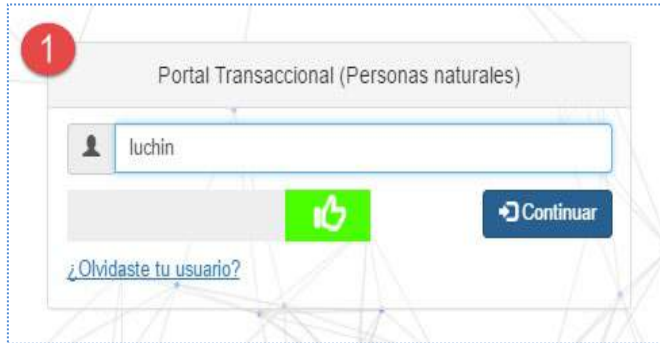 1
Portal Transaccional (Personas naturales)
luchin
Continuar
¿Olvidaste tu usuario?